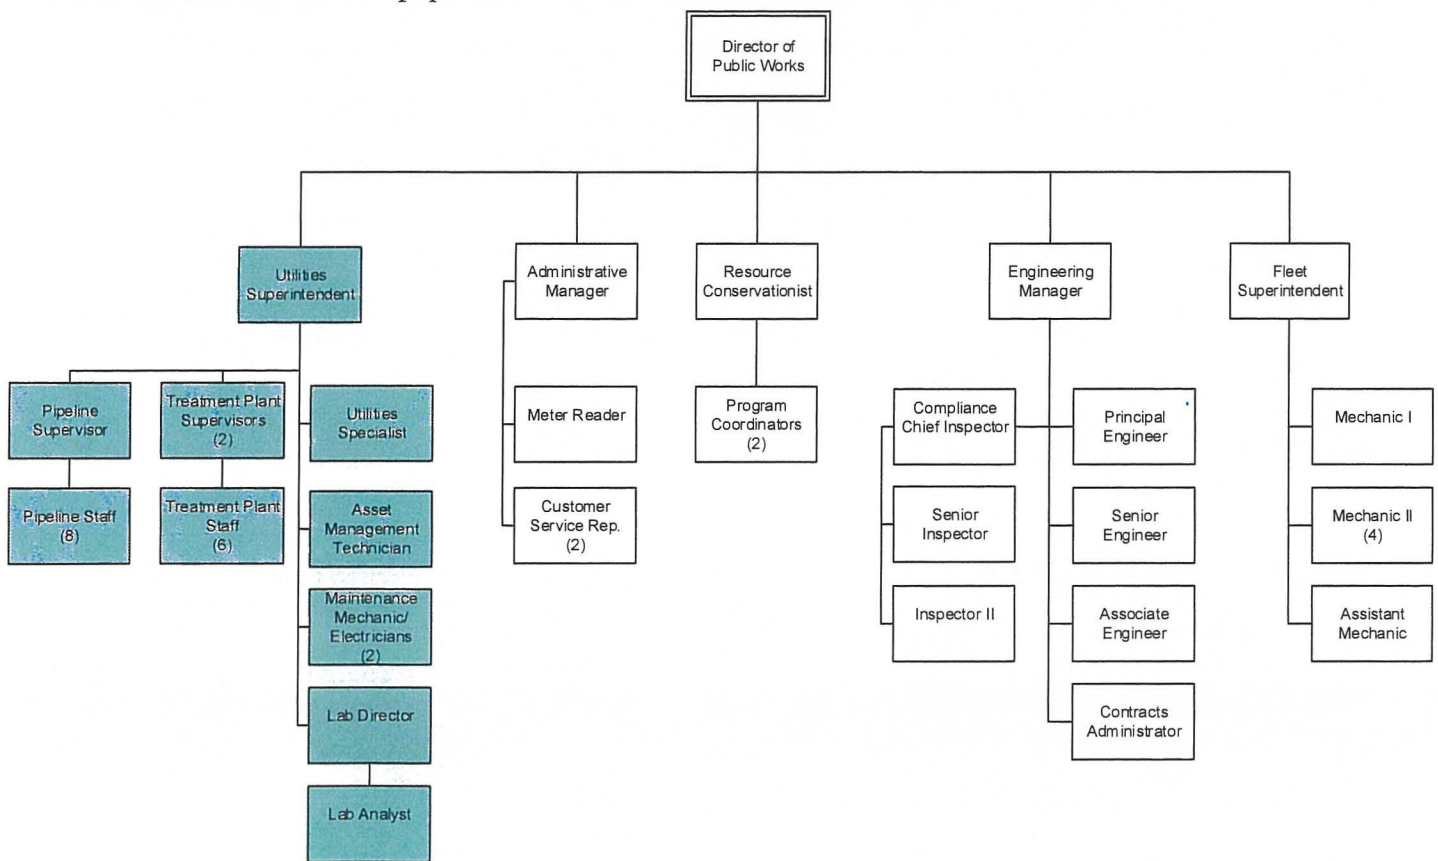 Director of
Public Works
Utilities
Superintendent
Administrative
Manager
Resource
Conservationist
Engineering
Manager
Fleet
Superintendent
Pipeline
Supervisor
Treatment Plant
Supervisors
(2)
Utilities
Specialist
Meter Reader
Program
Coordinators
(2)
Compliance
Chief Inspector
Principal
Engineer
Mechanic I
Pipeline Staff
(8)
Treatment Plant
Staff
(6)
Asset
Management
Technician
Customer
Service Rep.
(2)
Senior
Inspector
Senior
Engineer
Mechanic II
(4)
Maintenance
Mechanic/
Electricians
(2)
Inspector II
Associate
Engineer
Assistant
Mechanic
Lab Director
Contracts
Administrator
Lab Analyst